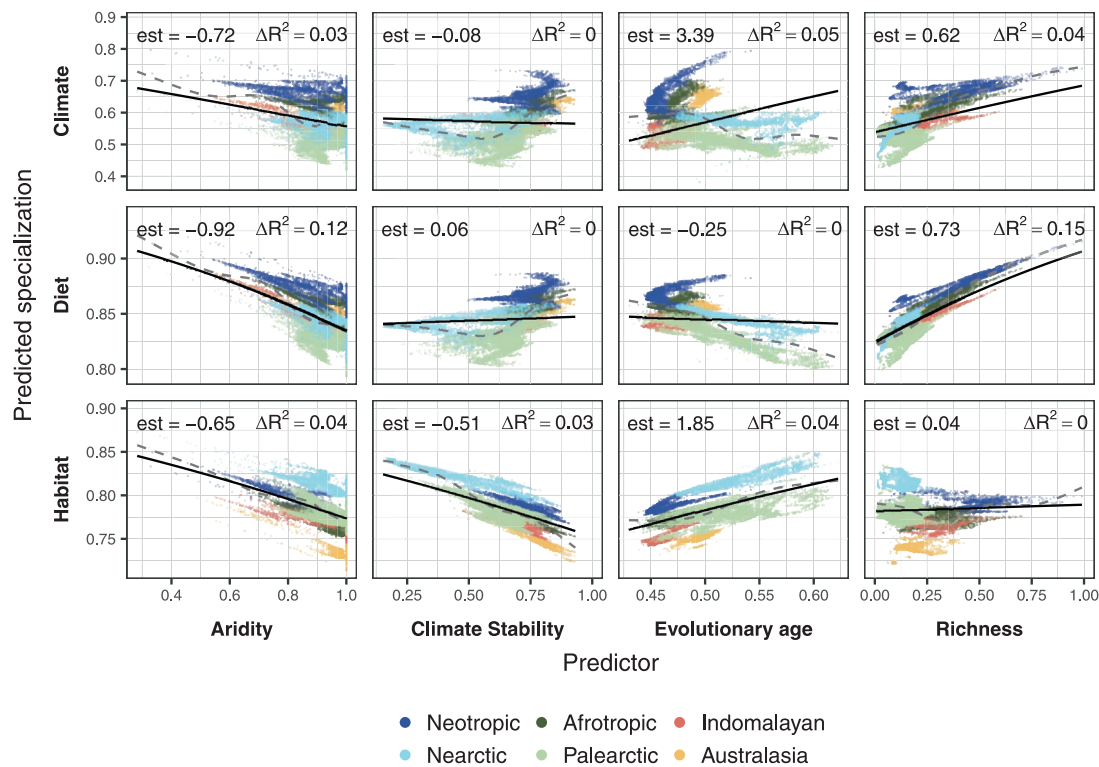 est = −0.72 ΔR² = 0.03
est = −0.08 ΔR² = 0
est = 3.39 ΔR² = 0.05
est = 0.62 ΔR² = 0.04
0.9
0.8
0.7
0.6
0.5
0.4
Climate
est = −0.92 ΔR² = 0.12
est = 0.06 ΔR² = 0
est = −0.25 ΔR² = 0
est = 0.73 ΔR² = 0.15
0.90
0.85
0.80
Diet
Predicted specialization
est = −0.65 ΔR² = 0.04
est = −0.51 ΔR² = 0.03
est = 1.85 ΔR² = 0.04
est = 0.04 ΔR² = 0
0.90
0.85
0.80
0.75
Habitat
0.4 0.6 0.8 1.0
0.25 0.50 0.75 1.00
0.45 0.50 0.55 0.60
0.00 0.25 0.50 0.75 1.00
Aridity
Climate Stability
Evolutionary age
Richness
Predictor
Neotropic Afrotropic Indomalayan
Nearctic Palearctic Australasia